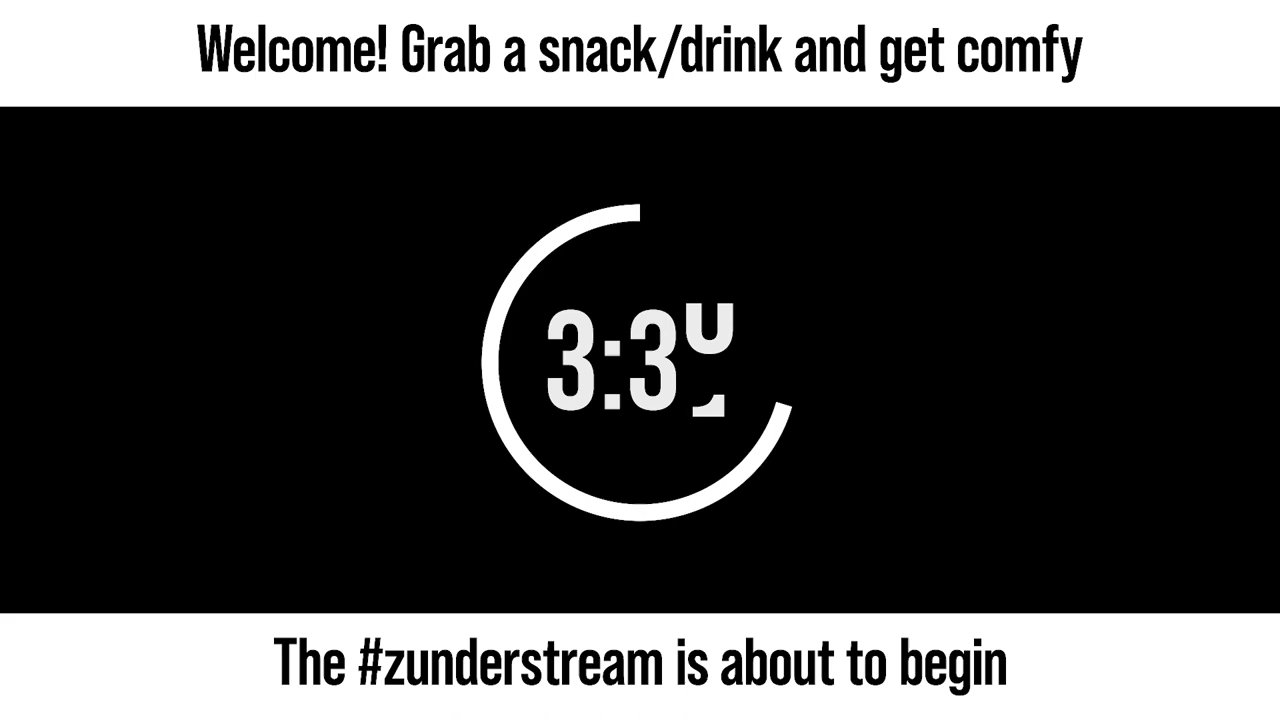 Welcome! Grab a snack/drink and get comfy
3:3
The #zunderstream is about to begin